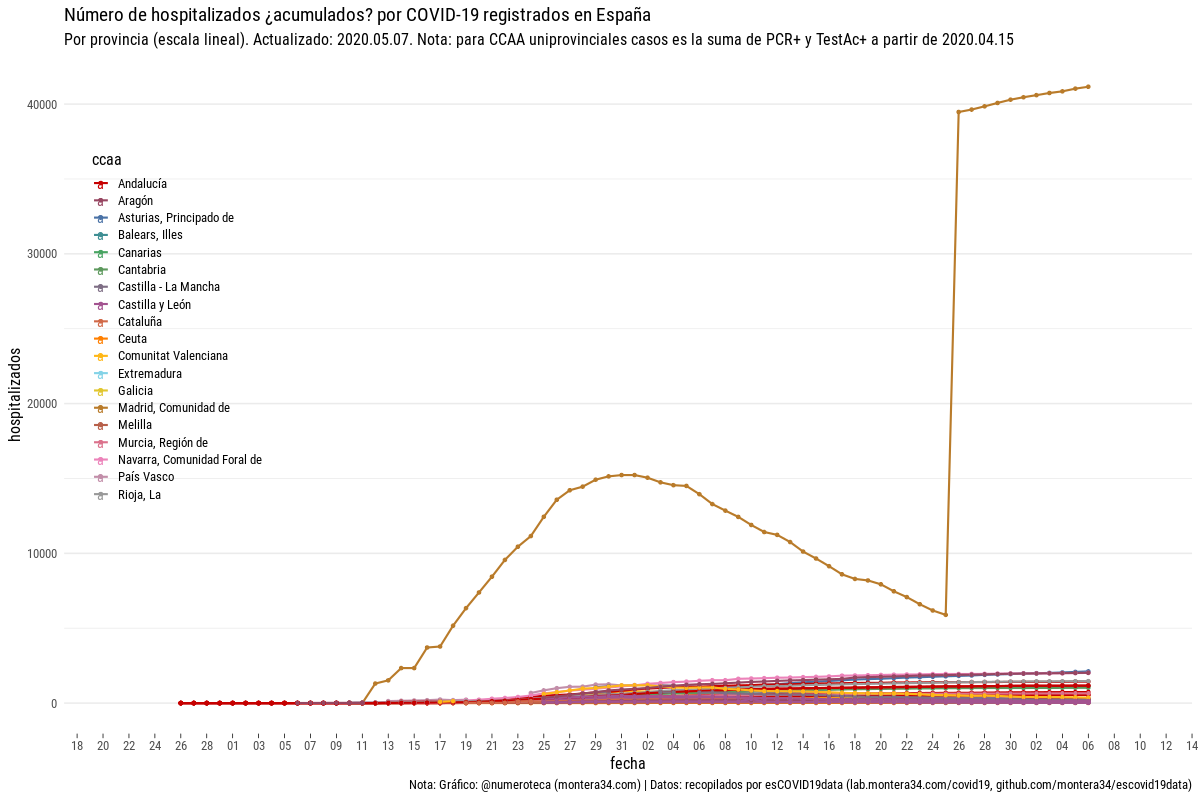 Número de hospitalizados ¿acumulados? por COVID-19 registrados en España
Por provincia (escala lineal). Actualizado: 2020.05.07. Nota: para CCAA uniprovinciales casos es la suma de PCR+ y TestAc+ a partir de 2020.04.15
40000
30000
20000
10000
0
hospitalizados
ccaa
Andalucía
Aragón
Asturias, Principado de
Balears, Illes
Canarias
Cantabria
Castilla - La Mancha
Castilla y León
Cataluña
Ceuta
Comunitat Valenciana
Extremadura
Galicia
Madrid, Comunidad de
Melilla
Murcia, Región de
Navarra, Comunidad Foral de
País Vasco
Rioja, La
18 20 22 24 26 28 01 03 05 07 09 11 13 15 17 19 21 23 25 27 29 31 02 04 06 08 10 12 14 16 18 20 22 24 26 28 30 02 04 06 08 10 12 14
fecha
Nota: Gráfico: @numeroteca (montera34.com) | Datos: recopilados por esCOVID19data (lab.montera34.com/covid19, github.com/montera34/escovid19data)